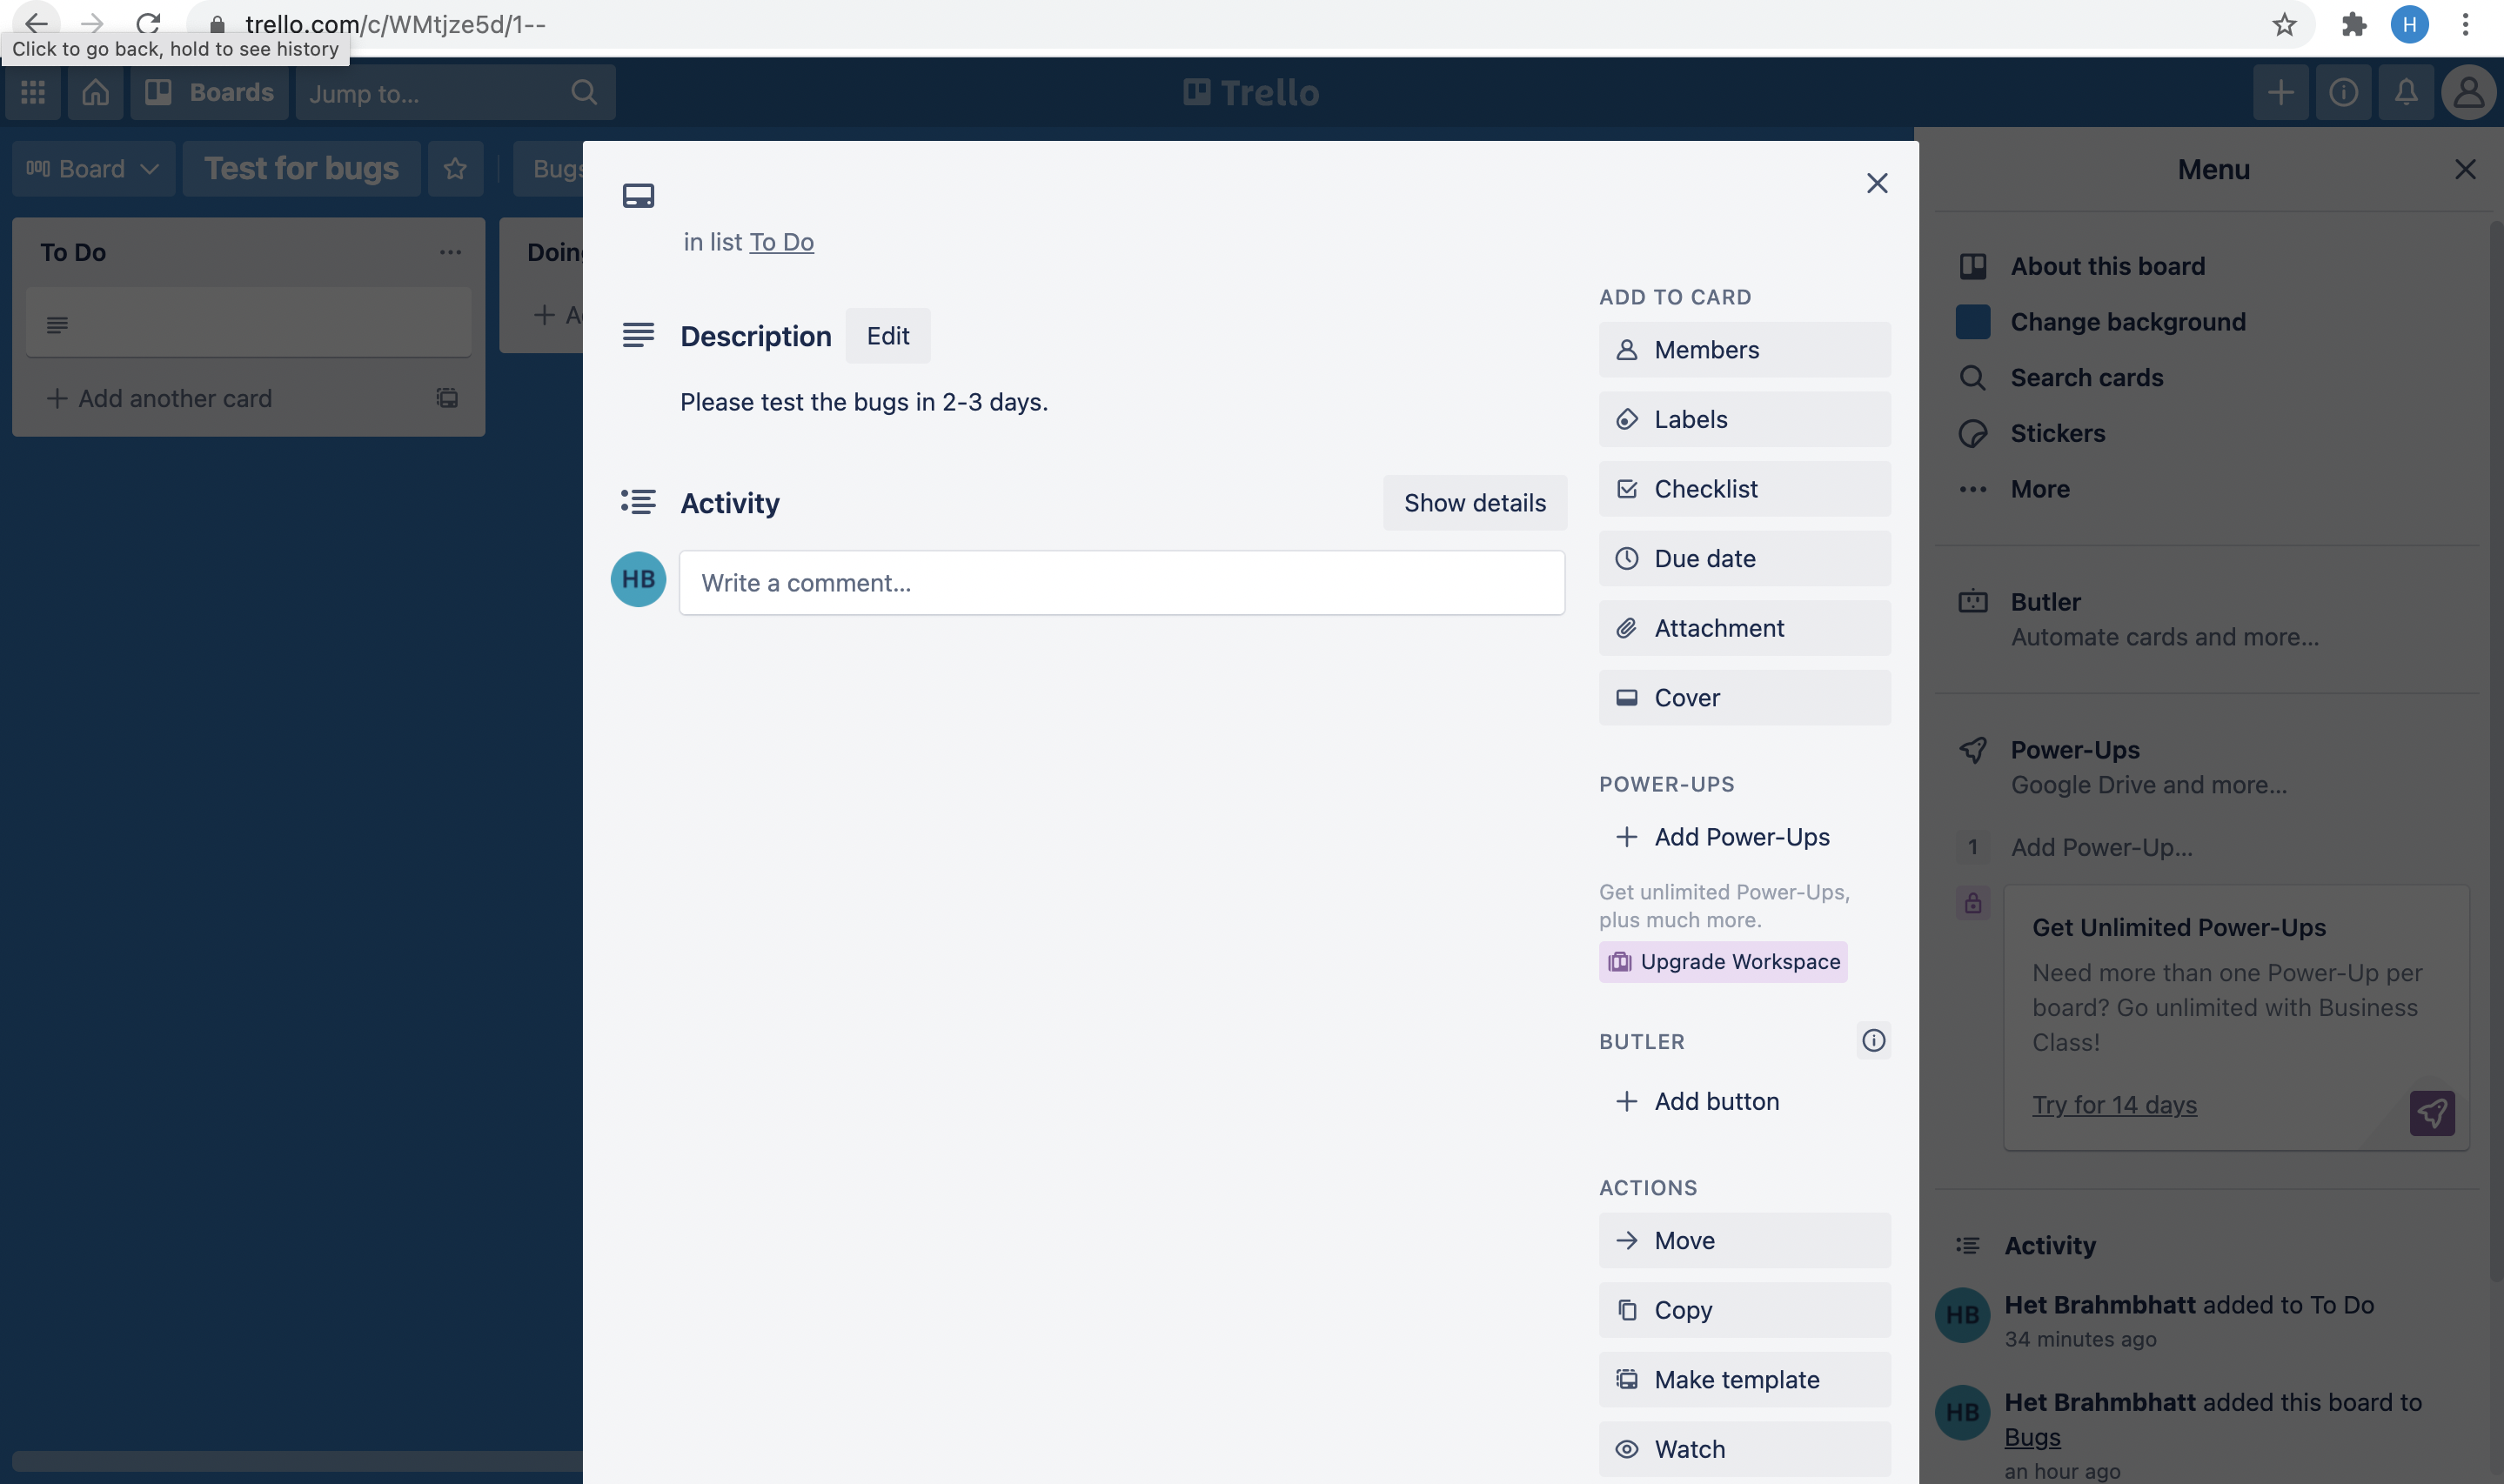 trello.com/c/WMtjze5d/1--
H
Click to go back, hold to see history
Boards
Jump to...
Trello
Board
Test for bugs
Bugs
To Do
Add another card
Doing
in list To Do
Description
Edit
Please test the bugs in 2-3 days.
Activity
Show details
HB
Write a comment...
ADD TO CARD
Members
Labels
Checklist
Due date
Attachment
Cover
POWER-UPS
Add Power-Ups
Get unlimited Power-Ups,
plus much more.
Upgrade Workspace
BUTLER
Add button
ACTIONS
Move
Copy
Make template
Watch
Menu
About this board
Change background
Search cards
Stickers
More
Butler
Automate cards and more...
Power-Ups
Google Drive and more...
1
Add Power-Up...
Get Unlimited Power-Ups
Need more than one Power-Up per
board? Go unlimited with Business
Class!
Try for 14 days
Activity
HB
Het Brahmbhatt added to To Do
34 minutes ago
HB
Het Brahmbhatt added this board to
Bugs
an hour ago